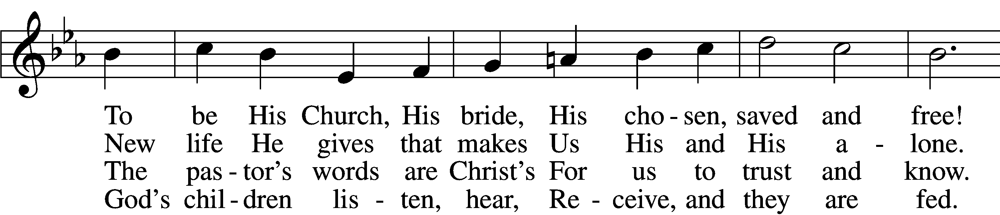 To be His Church, His bride, His cho - sen, saved and free!
New life He gives that makes Us His and His a - lone.
The pas - tor’s words are Christ’s For us to trust and know.
God’s chil - dren lis - ten, hear, Re - ceive, and they are fed.